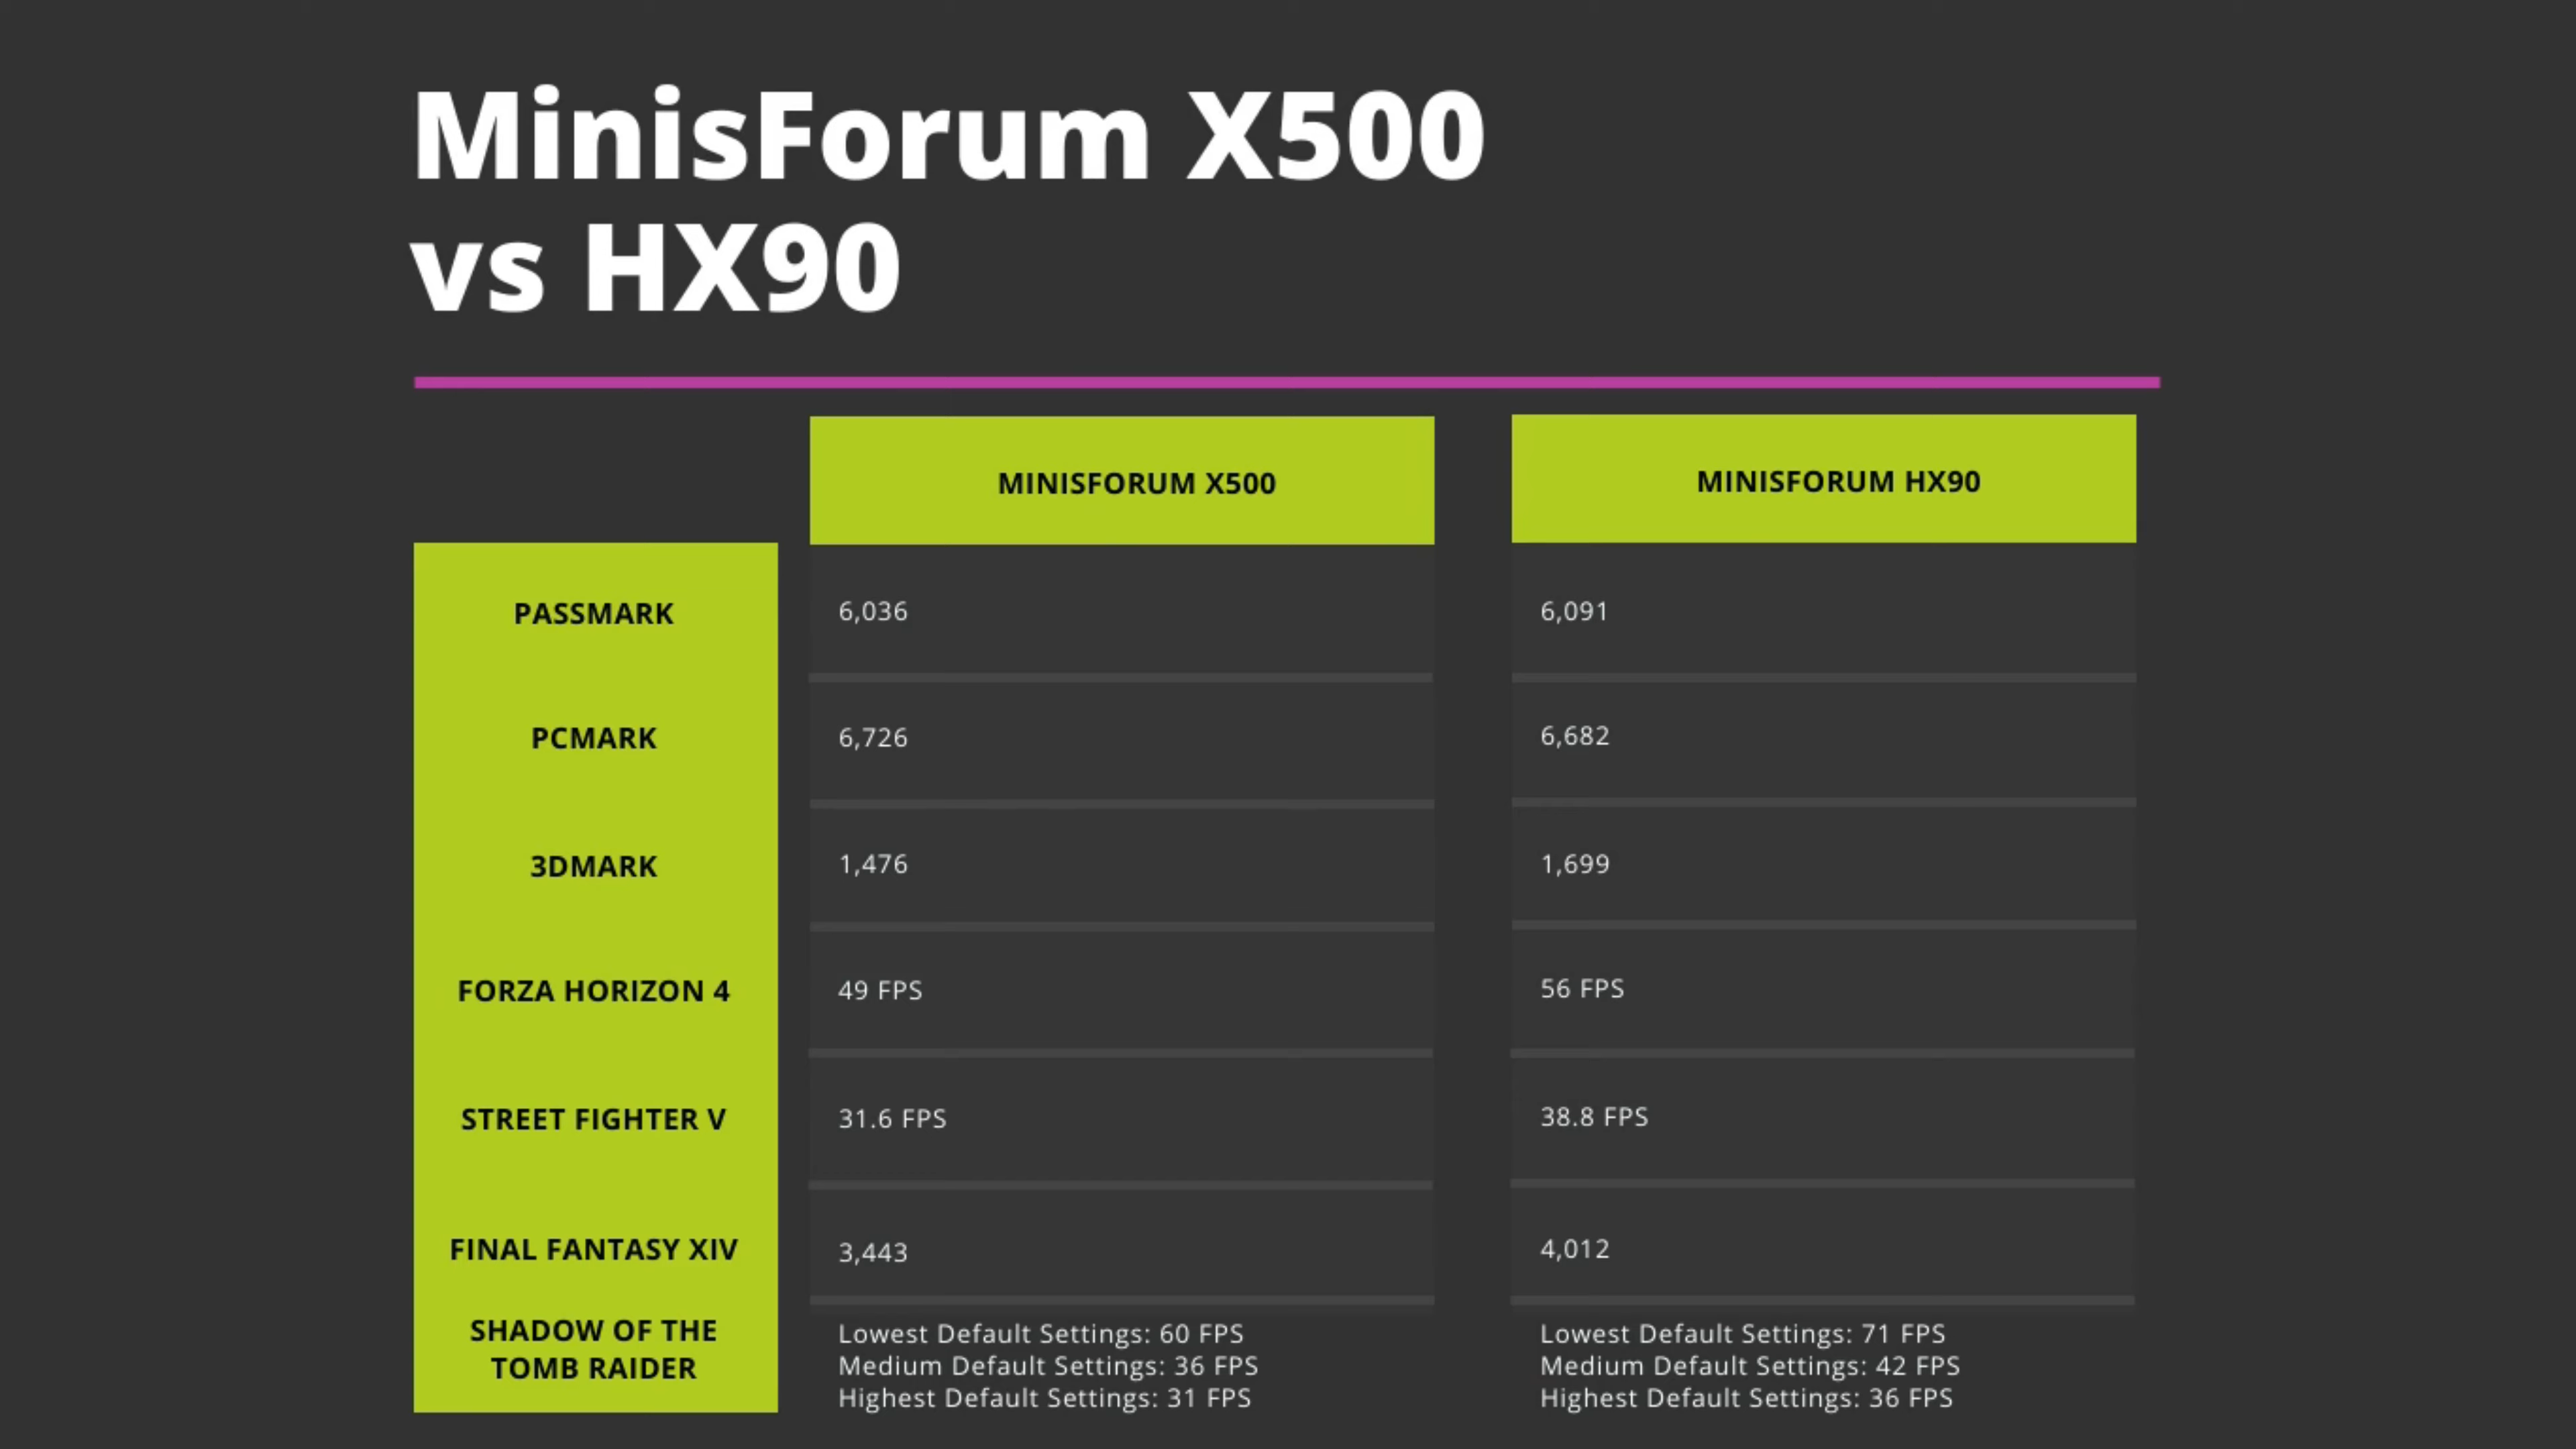 MinisForum X500
vs HX90
MINISFORUM X500
MINISFORUM HX90
PASSMARK
6,036
6,091
PCMARK
6,726
6,682
3DMARK
1,476
1,699
FORZA HORIZON 4
49 FPS
56 FPS
STREET FIGHTER V
31.6 FPS
38.8 FPS
FINAL FANTASY XIV
3,443
4,012
SHADOW OF THE
TOMB RAIDER
Lowest Default Settings: 60 FPS
Medium Default Settings: 36 FPS
Highest Default Settings: 31 FPS
Lowest Default Settings: 71 FPS
Medium Default Settings: 42 FPS
Highest Default Settings: 36 FPS